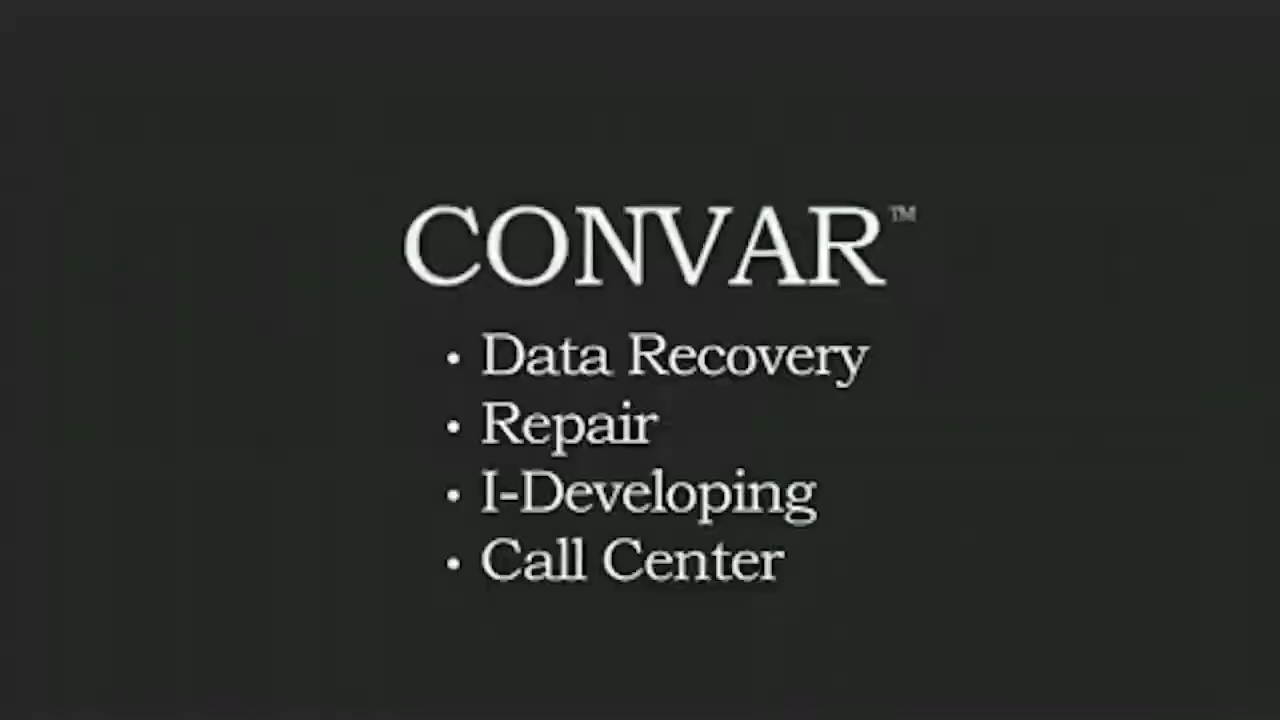 CONVAR™
• Data Recovery
• Repair
• I-Developing
• Call Center